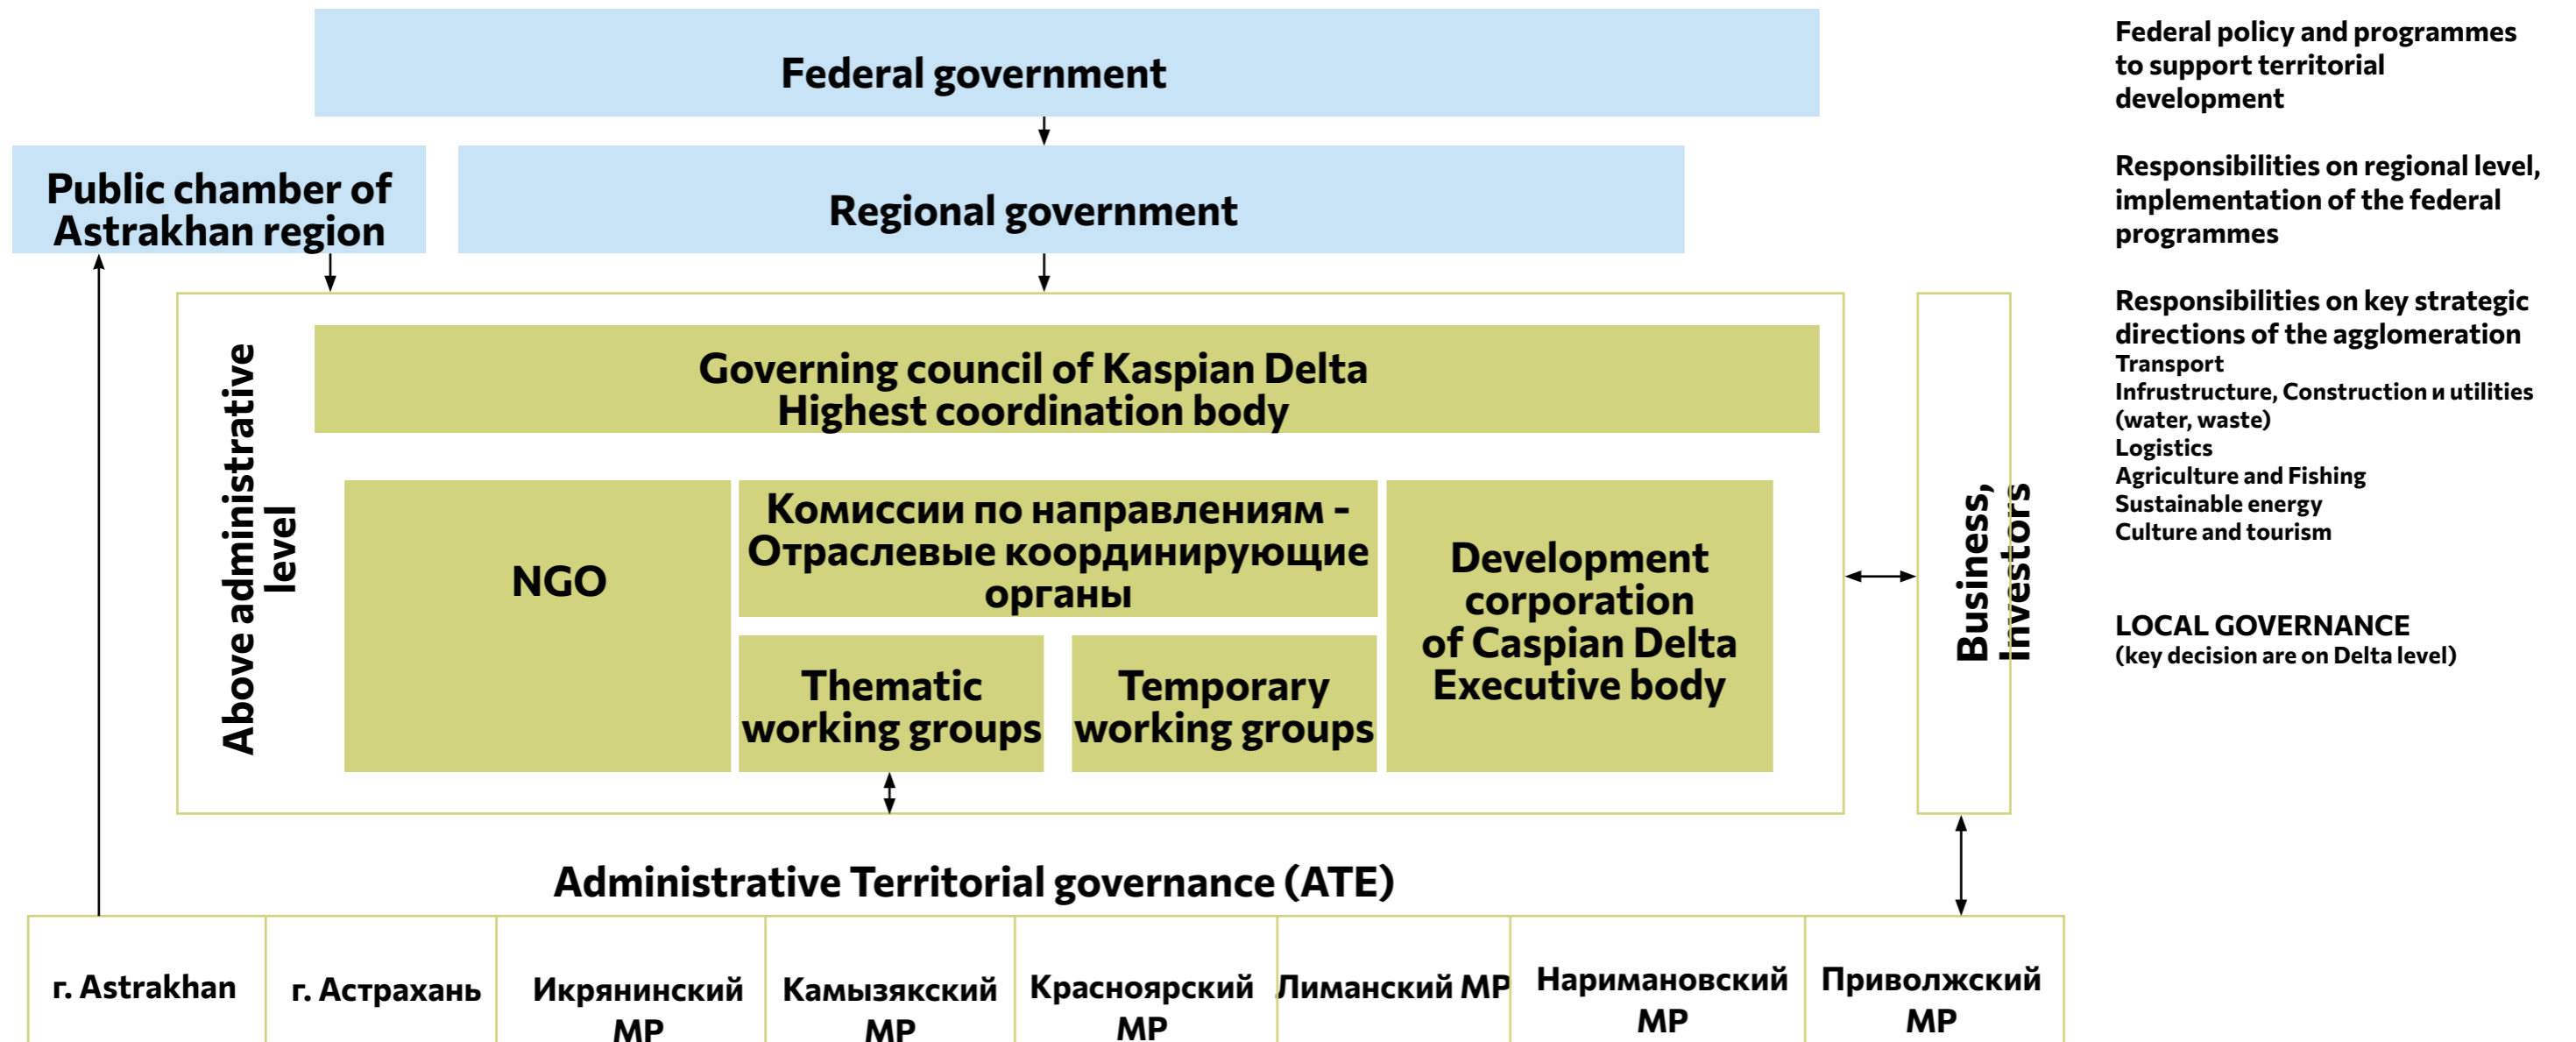 Federal government
Public chamber of
Astrakhan region
Regional government
Above administrative
level
Governing council of Kaspian Delta
Highest coordination body
NGO
Комиссии по направлениям -
Отраслевые координирующие
органы
Thematic
working groups
Temporary
working groups
Development
corporation
of Caspian Delta
Executive body
Business,
Investors
Administrative Territorial governance (ATE)
г. Astrakhan
г. Астрахань
Икрянинский
МР
Камызякский
МР
Красноярский
МР
Лиманский МР
Наримановский
МР
Приволжский
МР
Federal policy and programmes
to support territorial
development
Responsibilities on regional level,
implementation of the federal
programmes
Responsibilities on key strategic
directions of the agglomeration
Transport
Infrustructure, Construction и utilities
(water, waste)
Logistics
Agriculture and Fishing
Sustainable energy
Culture and tourism
LOCAL GOVERNANCE
(key decision are on Delta level)